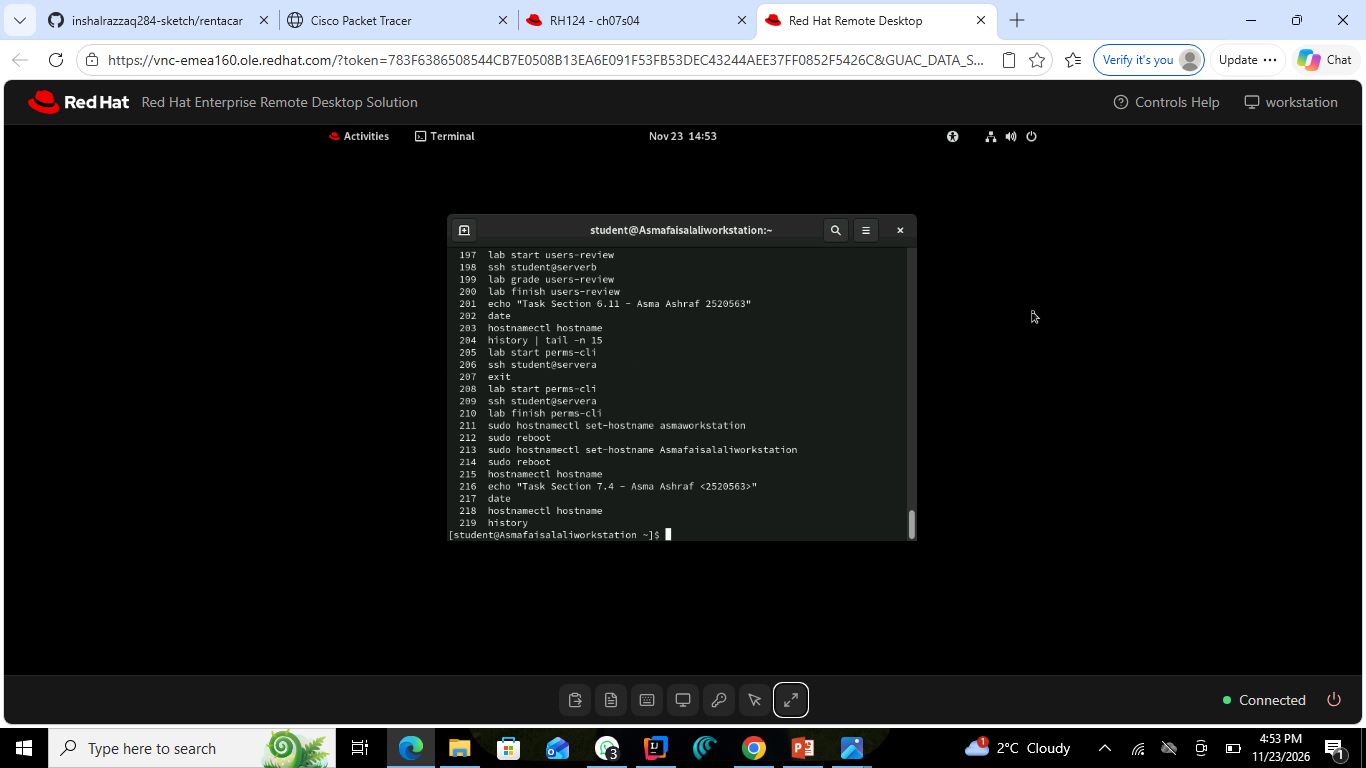 inshalrazzaq284-sketch/rentacar
Cisco Packet Tracer
RH124 - ch07s04
Red Hat Remote Desktop
https://vnc-emea160.ole.redhat.com/?token=783F6386508544CB7E0508B13EA6E091F53FB53DEC43244AEE37FF0852F5426C&GUAC_DATA_S...
Verify it's you
Update
Chat
Red Hat
Red Hat Enterprise Remote Desktop Solution
Controls Help
workstation
Activities
Terminal
Nov 23 14:53
student@Asmafaisalaliworkstation:~
197 lab start users-review
198 ssh student@serverb
199 lab grade users-review
200 lab finish users-review
201 echo "Task Section 6.11 - Asma Ashraf 2520563"
202 date
203 hostnamectl hostname
204 history | tail -n 15
205 lab start perms-cli
206 ssh student@servera
207 exit
208 lab start perms-cli
209 ssh student@servera
210 lab finish perms-cli
211 sudo hostnamectl set-hostname asmaworkstation
212 sudo reboot
213 sudo hostnamectl set-hostname Asmafaisalaliworkstation
214 sudo reboot
215 hostnamectl hostname
216 echo "Task Section 7.4 - Asma Ashraf <2520563>"
217 date
218 hostnamectl hostname
219 history
[student@Asmafaisalaliworkstation ~]$
Connected
Type here to search
3
1
2°C Cloudy
4:53 PM
11/23/2026
1